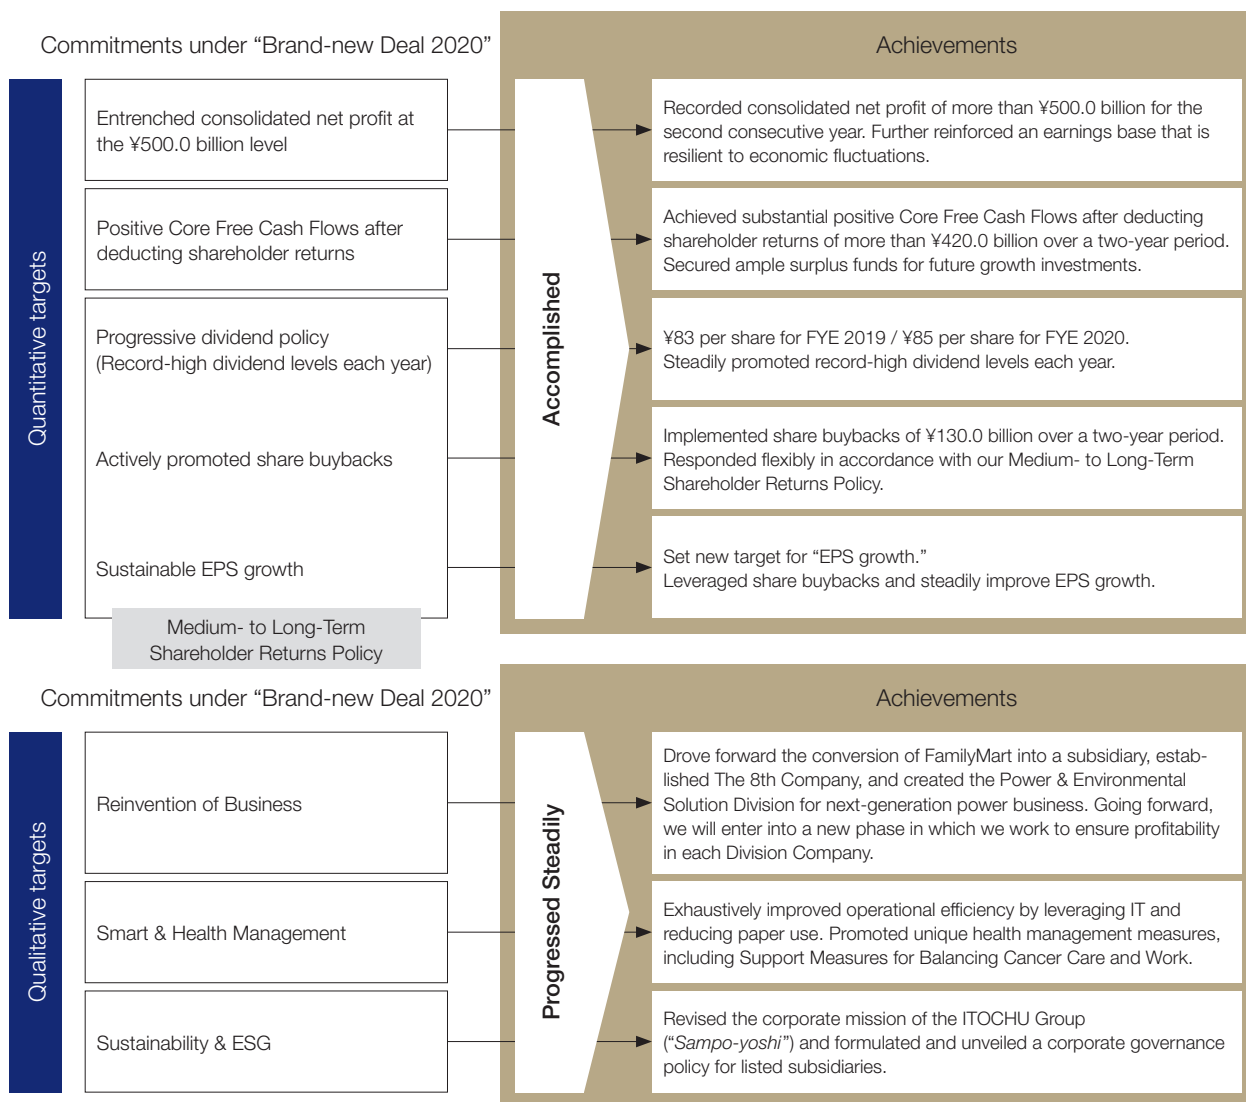 Commitments under “Brand-new Deal 2020”
Achievements
Quantitative targets
Entrenched consolidated net profit at
the ¥500.0 billion level
Accomplished
Recorded consolidated net profit of more than ¥500.0 billion for the
second consecutive year. Further reinforced an earnings base that is
resilient to economic fluctuations.
Positive Core Free Cash Flows after
deducting shareholder returns
Achieved substantial positive Core Free Cash Flows after deducting
shareholder returns of more than ¥420.0 billion over a two-year period.
Secured ample surplus funds for future growth investments.
Progressive dividend policy
(Record-high dividend levels each year)
¥83 per share for FYE 2019 / ¥85 per share for FYE 2020.
Steadily promoted record-high dividend levels each year.
Actively promoted share buybacks
Implemented share buybacks of ¥130.0 billion over a two-year period.
Responded flexibly in accordance with our Medium- to Long-Term
Shareholder Returns Policy.
Sustainable EPS growth
Set new target for “EPS growth.”
Leveraged share buybacks and steadily improve EPS growth.
Medium- to Long-Term
Shareholder Returns Policy
Commitments under “Brand-new Deal 2020”
Achievements
Qualitative targets
Reinvention of Business
Progressed Steadily
Drove forward the conversion of FamilyMart into a subsidiary, estab-
lished The 8th Company, and created the Power & Environmental
Solution Division for next-generation power business. Going forward,
we will enter into a new phase in which we work to ensure profitability
in each Division Company.
Smart & Health Management
Exhaustively improved operational efficiency by leveraging IT and
reducing paper use. Promoted unique health management measures,
including Support Measures for Balancing Cancer Care and Work.
Sustainability & ESG
Revised the corporate mission of the ITOCHU Group
(“Sampo-yoshi”) and formulated and unveiled a corporate governance
policy for listed subsidiaries.